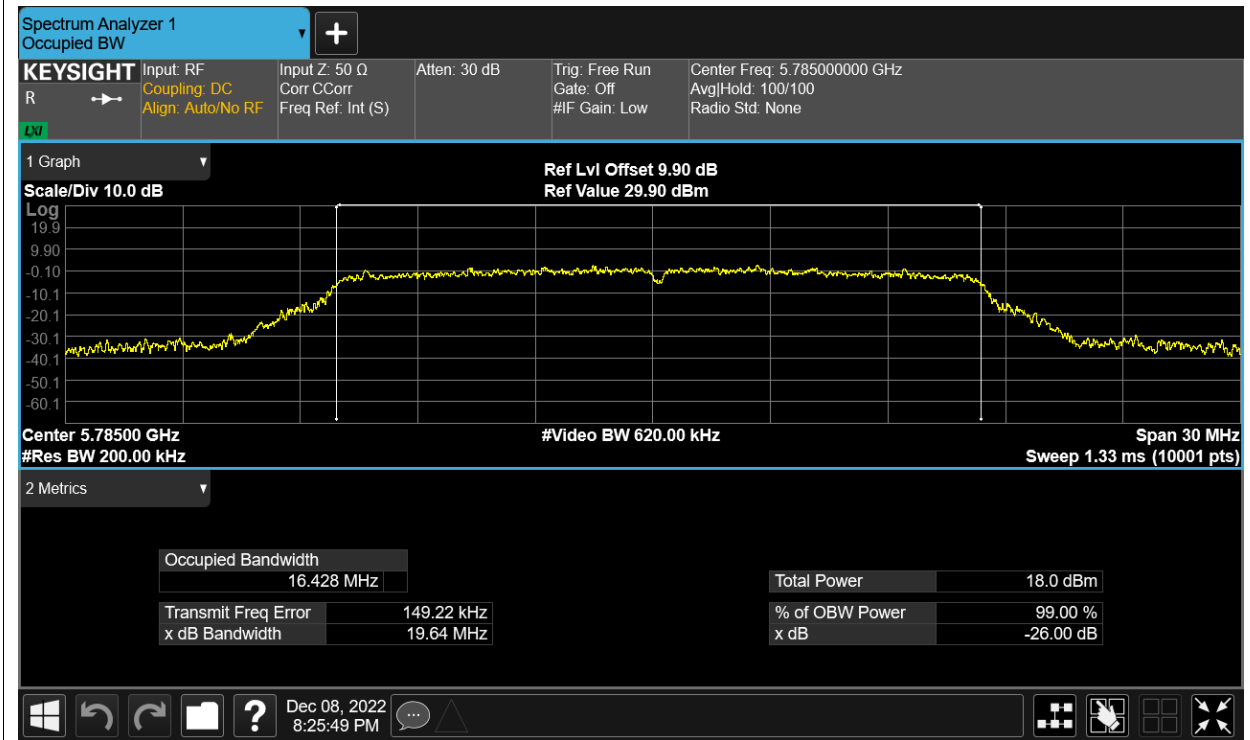 Spectrum Analyzer 1
Occupied BW
KEYSIGHT
R
LXI
Input: RF
Coupling: DC
Align: Auto/No RF
Input Z: 50 Ω
Corr CCorr
Freq Ref: Int (S)
Atten: 30 dB
Trig: Free Run
Gate: Off
#IF Gain: Low
Center Freq: 5.785000000 GHz
Avg|Hold: 100/100
Radio Std: None
1 Graph
Scale/Div 10.0 dB
Ref Lvl Offset 9.90 dB
Ref Value 29.90 dBm
Log
19.9
9.90
-0.10
-10.1
-20.1
-30.1
-40.1
-50.1
-60.1
Center 5.78500 GHz
#Res BW 200.00 kHz
#Video BW 620.00 kHz
Span 30 MHz
Sweep 1.33 ms (10001 pts)
2 Metrics
Occupied Bandwidth
16.428 MHz
Transmit Freq Error 149.22 kHz
x dB Bandwidth 19.64 MHz
Total Power 18.0 dBm
% of OBW Power 99.00 %
x dB -26.00 dB
?
Dec 08, 2022
8:25:49 PM